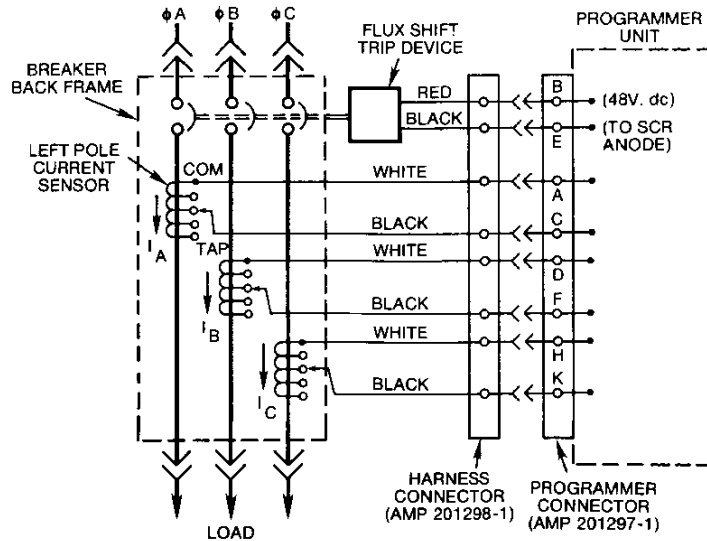 ϕA
ϕB
ϕC
FLUX SHIFT
TRIP DEVICE
PROGRAMMER
UNIT
BREAKER
BACK FRAME
RED
B
(48V. dc)
BLACK
E
(TO SCR
ANODE)
LEFT POLE
CURRENT
SENSOR
COM
WHITE
A
C
BLACK
I A
TAP
WHITE
D
F
BLACK
I B
WHITE
H
K
BLACK
I C
HARNESS
CONNECTOR
(AMP 201298-1)
PROGRAMMER
CONNECTOR
(AMP 201297-1)
LOAD